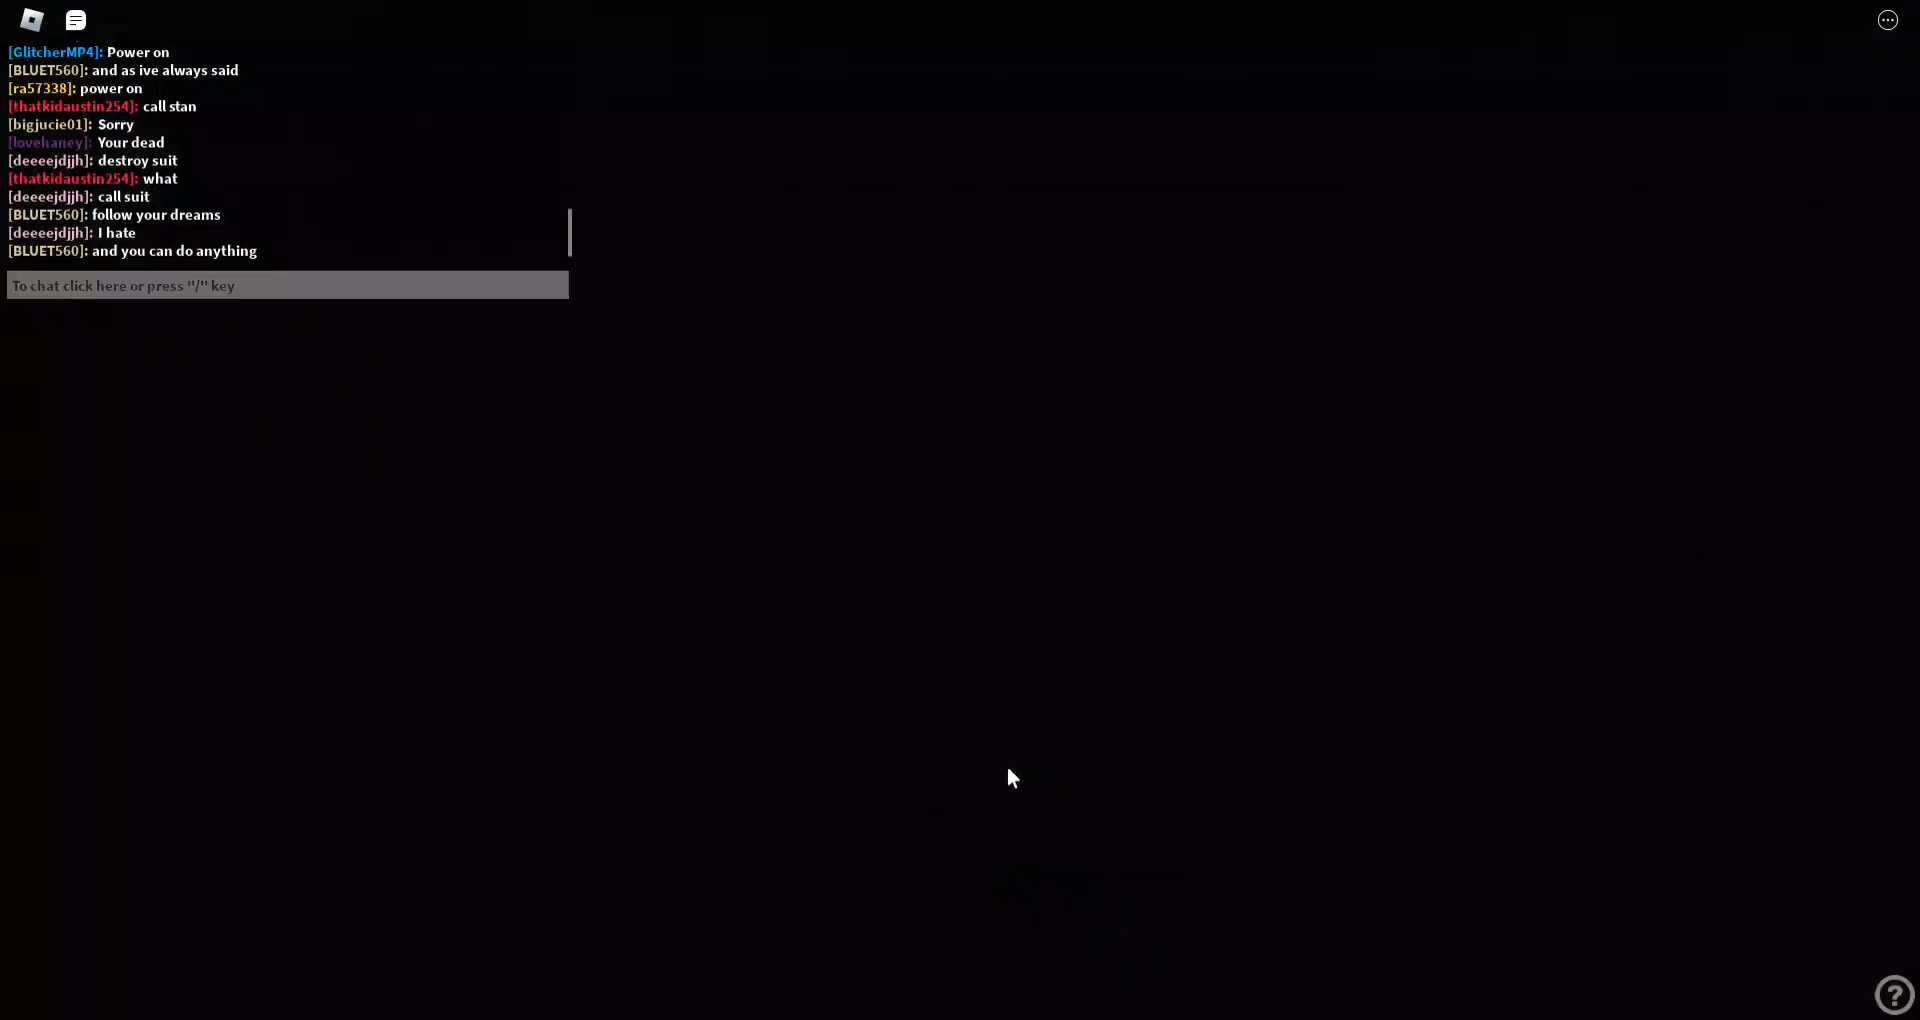 [GlitcherMP4]: Power on
[BLUET560]: and as ive always said
[ra57338]: power on
[thatkidaustin254]: call stan
[bigjucie01]: Sorry
[lovehaney]: Your dead
[deeeejdjjh]: destroy suit
[thatkidaustin254]: what
[deeeejdjjh]: call suit
[BLUET560]: follow your dreams
[deeeejdjjh]: I hate
[BLUET560]: and you can do anything
To chat click here or press "/" key
?